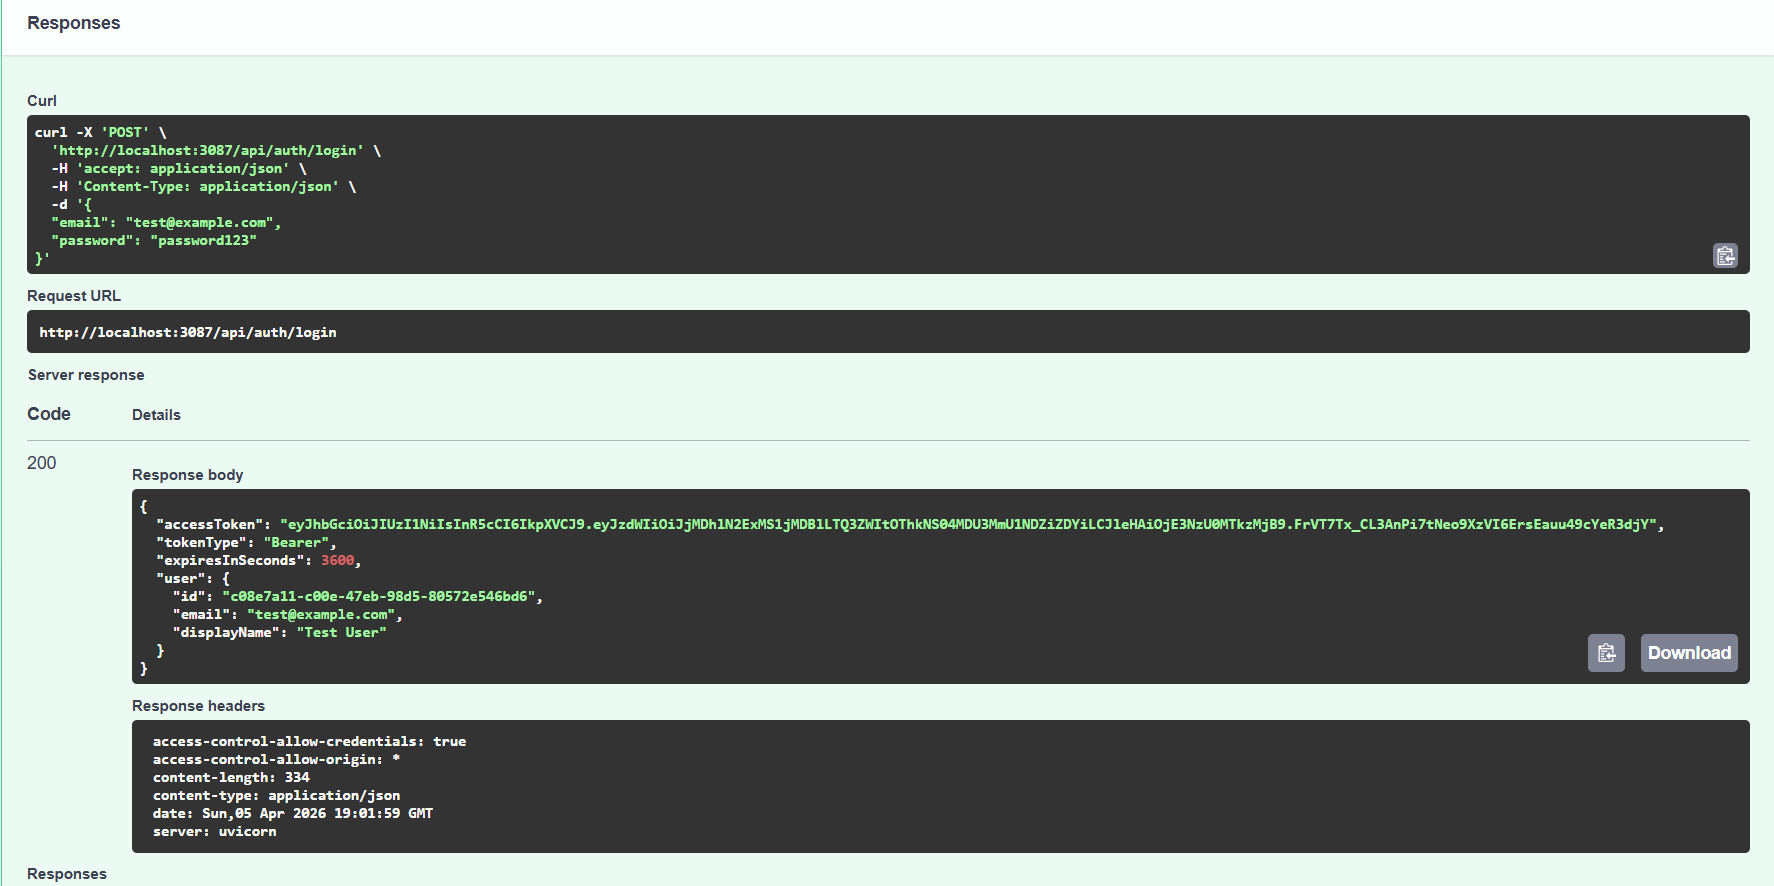 Responses
Curl
curl -X 'POST' \
'http://localhost:3087/api/auth/login' \
-H 'accept: application/json' \
-H 'Content-Type: application/json' \
-d '{
"email": "test@example.com",
"password": "password123"
}'
Request URL
http://localhost:3087/api/auth/login
Server response
Code Details
200
Response body
{
"accessToken": "eyJhbGciOiJIUzI1NiIsInR5cCI6IkpXVCJ9.eyJzdWIiOiJjMDhlN2ExMS1jMDBlLTQ3ZWItOThkNS04MDU3MmU1NDZiZDYiLCJleHAiOjE3NzU0MTkzMjB9.FrVT7Tx_CL3AnPi7tNeo9XzVI6ErsEauu49cYeR3djY",
"tokenType": "Bearer",
"expiresInSeconds": 3600,
"user": {
"id": "c08e7a11-c00e-47eb-98d5-80572e546bd6",
"email": "test@example.com",
"displayName": "Test User"
}
}
Download
Response headers
access-control-allow-credentials: true
access-control-allow-origin: *
content-length: 334
content-type: application/json
date: Sun,05 Apr 2026 19:01:59 GMT
server: uvicorn
Responses